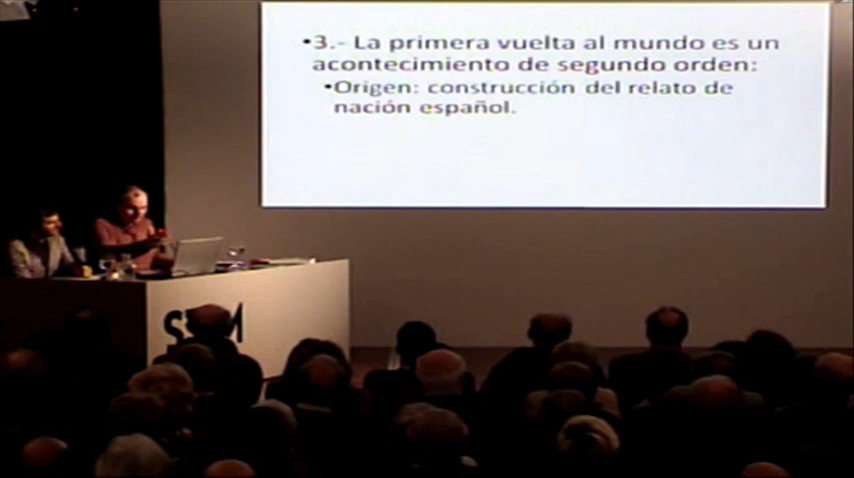 •3.- La primera vuelta al mundo es un
acontecimiento de segundo orden:
•Origen: construcción del relato de
nación español.